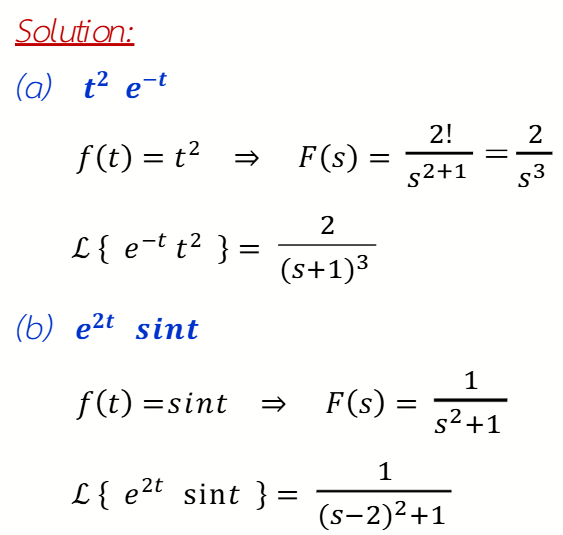 Solution:
(a) t² e⁻ᵗ
f(t) = t² ⇒ F(s) = 2!/s²⁺¹ = 2/s³
ℒ{ e⁻ᵗ t² } = 2/(s+1)³
(b) e²ᵗ sint
f(t) =sint ⇒ F(s) = 1/(s²+1)
ℒ{ e²ᵗ sint } = 1/((s−2)²+1)